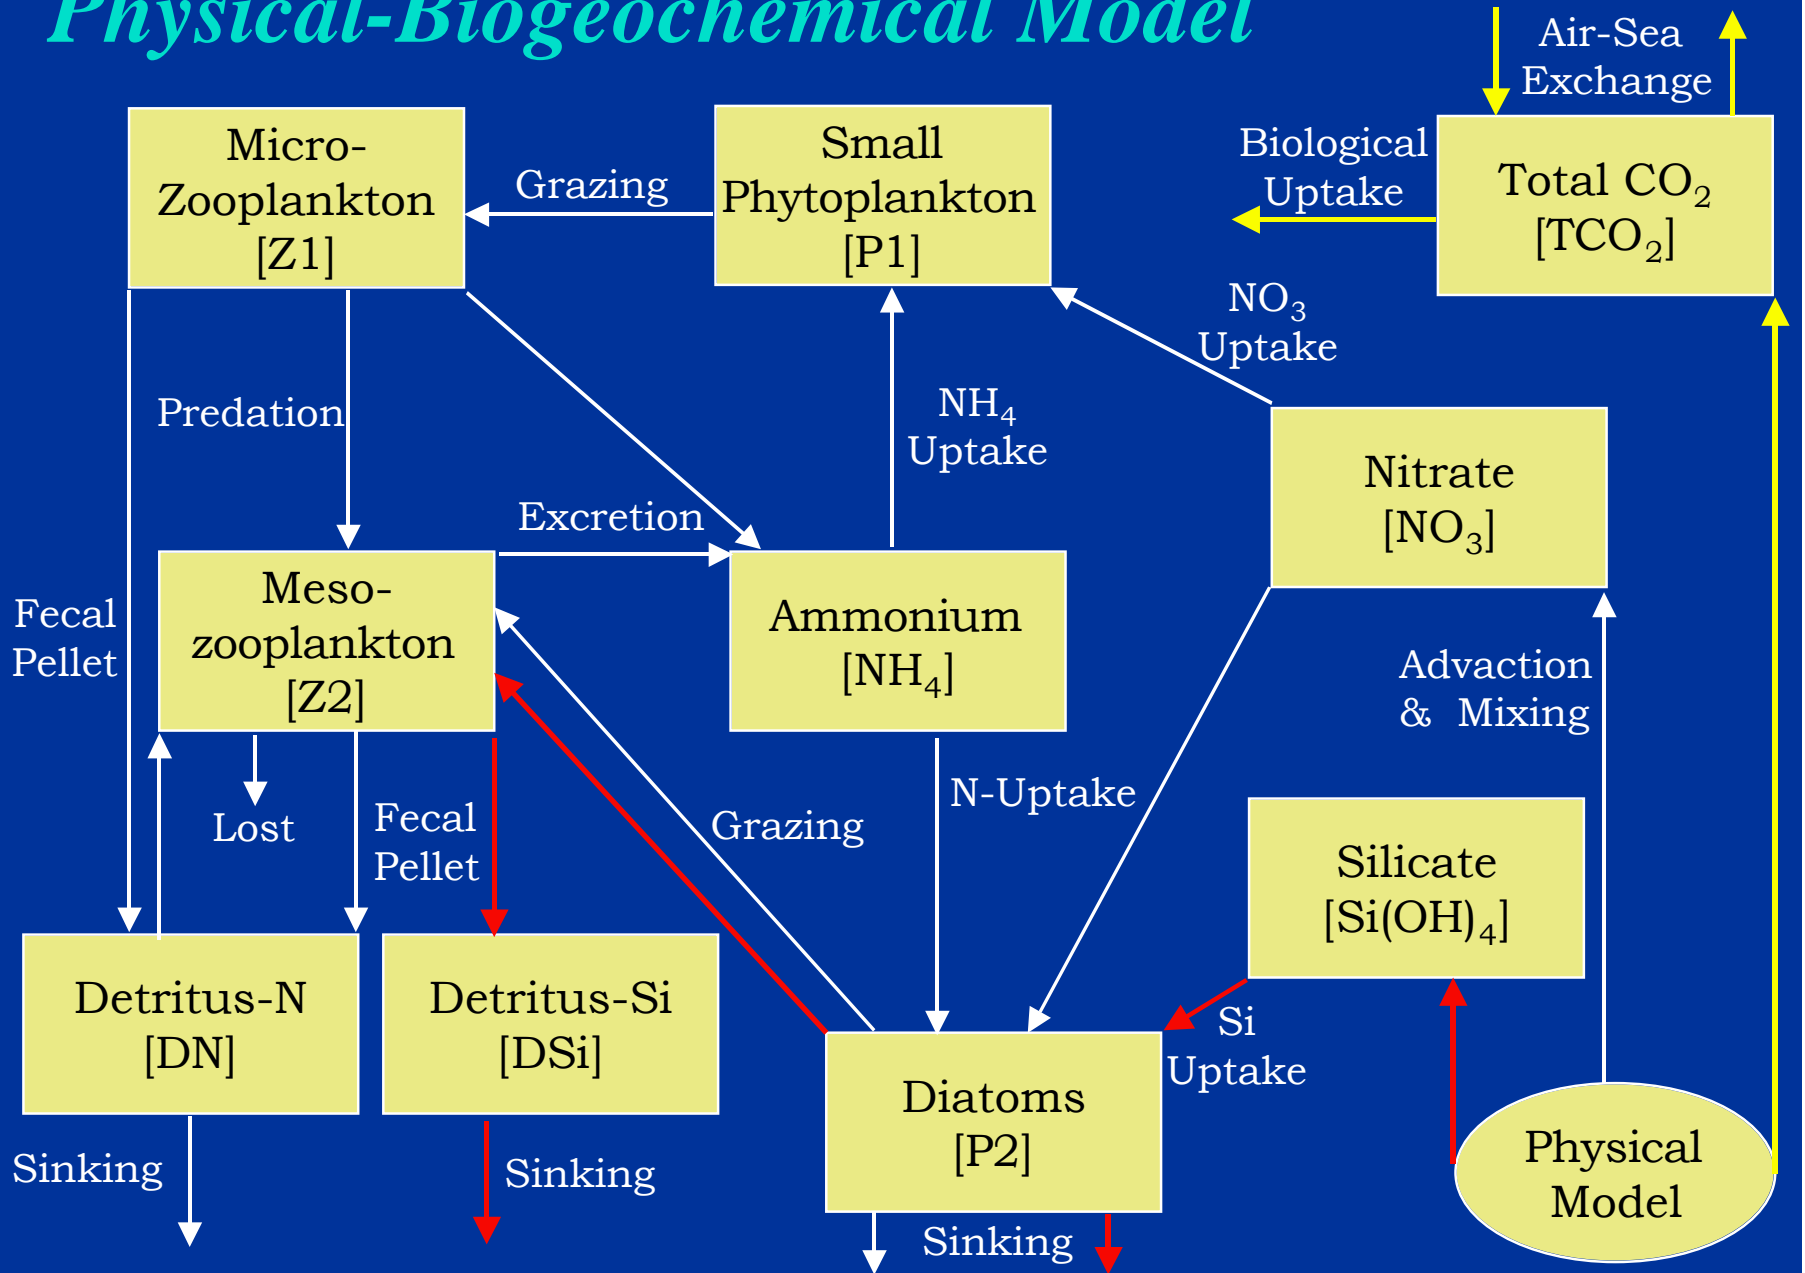 Physical-Biogeochemical Model
Air-Sea
Exchange
Micro-
Zooplankton
[Z1]
Grazing
Small
Phytoplankton
[P1]
Biological
Uptake
Total CO₂
[TCO₂]
NO₃
Uptake
Predation
NH₄
Uptake
Nitrate
[NO₃]
Excretion
Fecal
Pellet
Meso-
zooplankton
[Z2]
Ammonium
[NH₄]
Advaction
& Mixing
Lost
Fecal
Pellet
Grazing
N-Uptake
Silicate
[Si(OH)₄]
Detritus-N
[DN]
Detritus-Si
[DSi]
Si
Uptake
Diatoms
[P2]
Physical
Model
Sinking
Sinking
Sinking